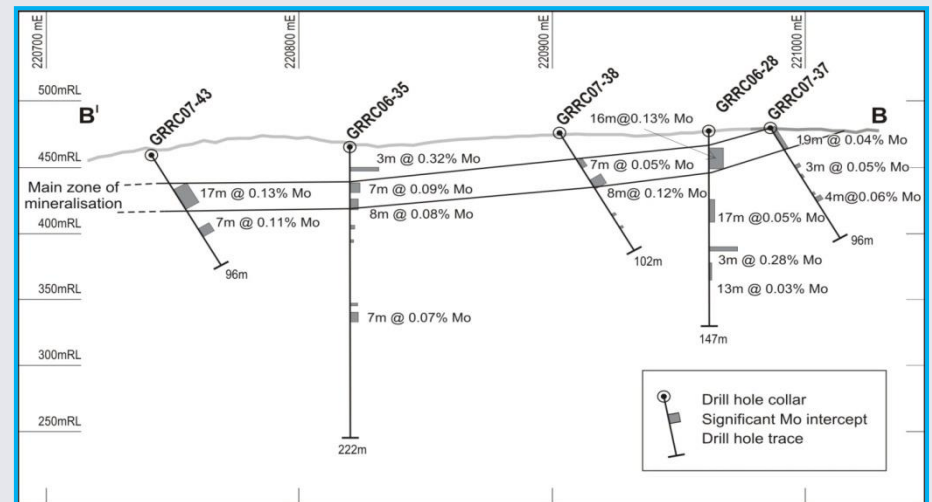 220700 mE
220800 mE
220900 mE
221000 mE
500mRL
450mRL
400mRL
350mRL
300mRL
250mRL
B'
B
GRRC07-43
GRRC06-35
GRRC07-38
GRRC06-28
GRRC07-37
Main zone of
mineralisation
17m @ 0.13% Mo
7m @ 0.11% Mo
96m
3m @ 0.32% Mo
7m @ 0.09% Mo
8m @ 0.08% Mo
7m @ 0.07% Mo
222m
7m @ 0.05% Mo
8m @ 0.12% Mo
102m
16m@0.13% Mo
17m @0.05% Mo
3m @ 0.28% Mo
13m @ 0.03% Mo
147m
19m @ 0.04% Mo
3m @ 0.05% Mo
4m@0.06% Mo
96m
Drill hole collar
Significant Mo intercept
Drill hole trace